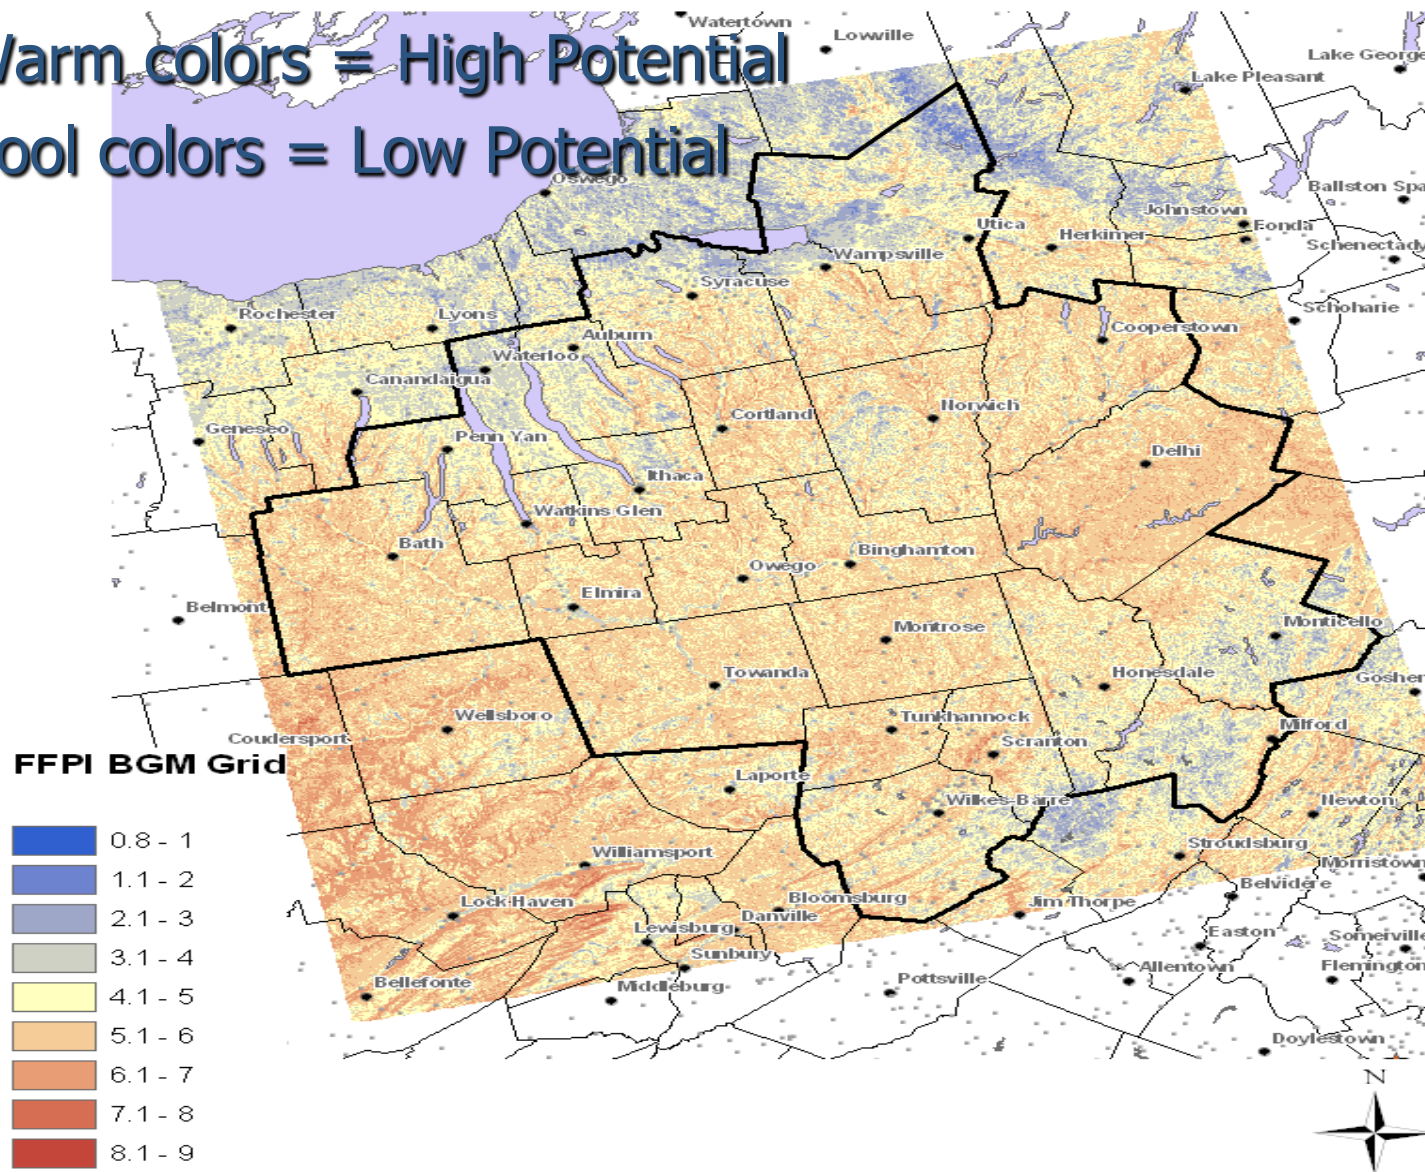 Warm colors = High Potential
ool colors = Low Potential
Watertown
Lowville
Lake George
Lake Pleasant
Oswego
Ballston Spa
Johnstown
Utica
Herkimer
Fonda
Schenectady
Wampsville
Syracuse
Rochester
Lyons
Schoharie
Cooperstown
Auburn
Waterloo
Canandaigua
Norwich
Cortland
Geneseo
Penn Yan
Delhi
Ithaca
Watkins Glen
Bath
Binghamton
Owego
Elmira
Belmont
Monticello
Montrose
Towanda
Honesdale
Goshen
Wellsboro
Tunkhannock
Milford
Coudersport
Scranton
FFPI BGM Grid
Laporte
Wilkes-Barre
Newton
0.8 - 1
Stroudsburg
Williamsport
Morristown
1.1 - 2
Belvidere
Lock Haven
Bloomsburg
Jim Thorpe
2.1 - 3
Danville
Lewisburg
Easton
Somerville
3.1 - 4
Sunbury
Allentown
Flemington
Bellefonte
Middleburg
Pottsville
4.1 - 5
5.1 - 6
Doylestown
6.1 - 7
N
7.1 - 8
8.1 - 9